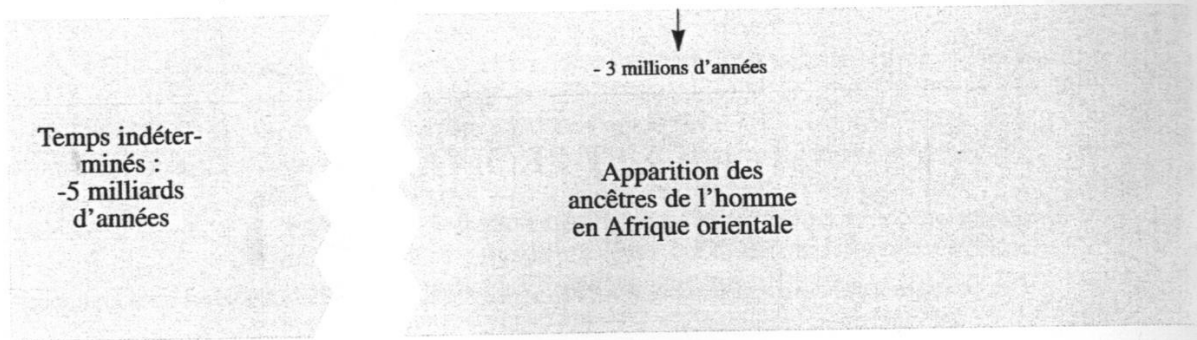 - 3 millions d'années
Temps indéter-
minés :
-5 milliards
d'années
Apparition des
ancêtres de l'homme
en Afrique orientale